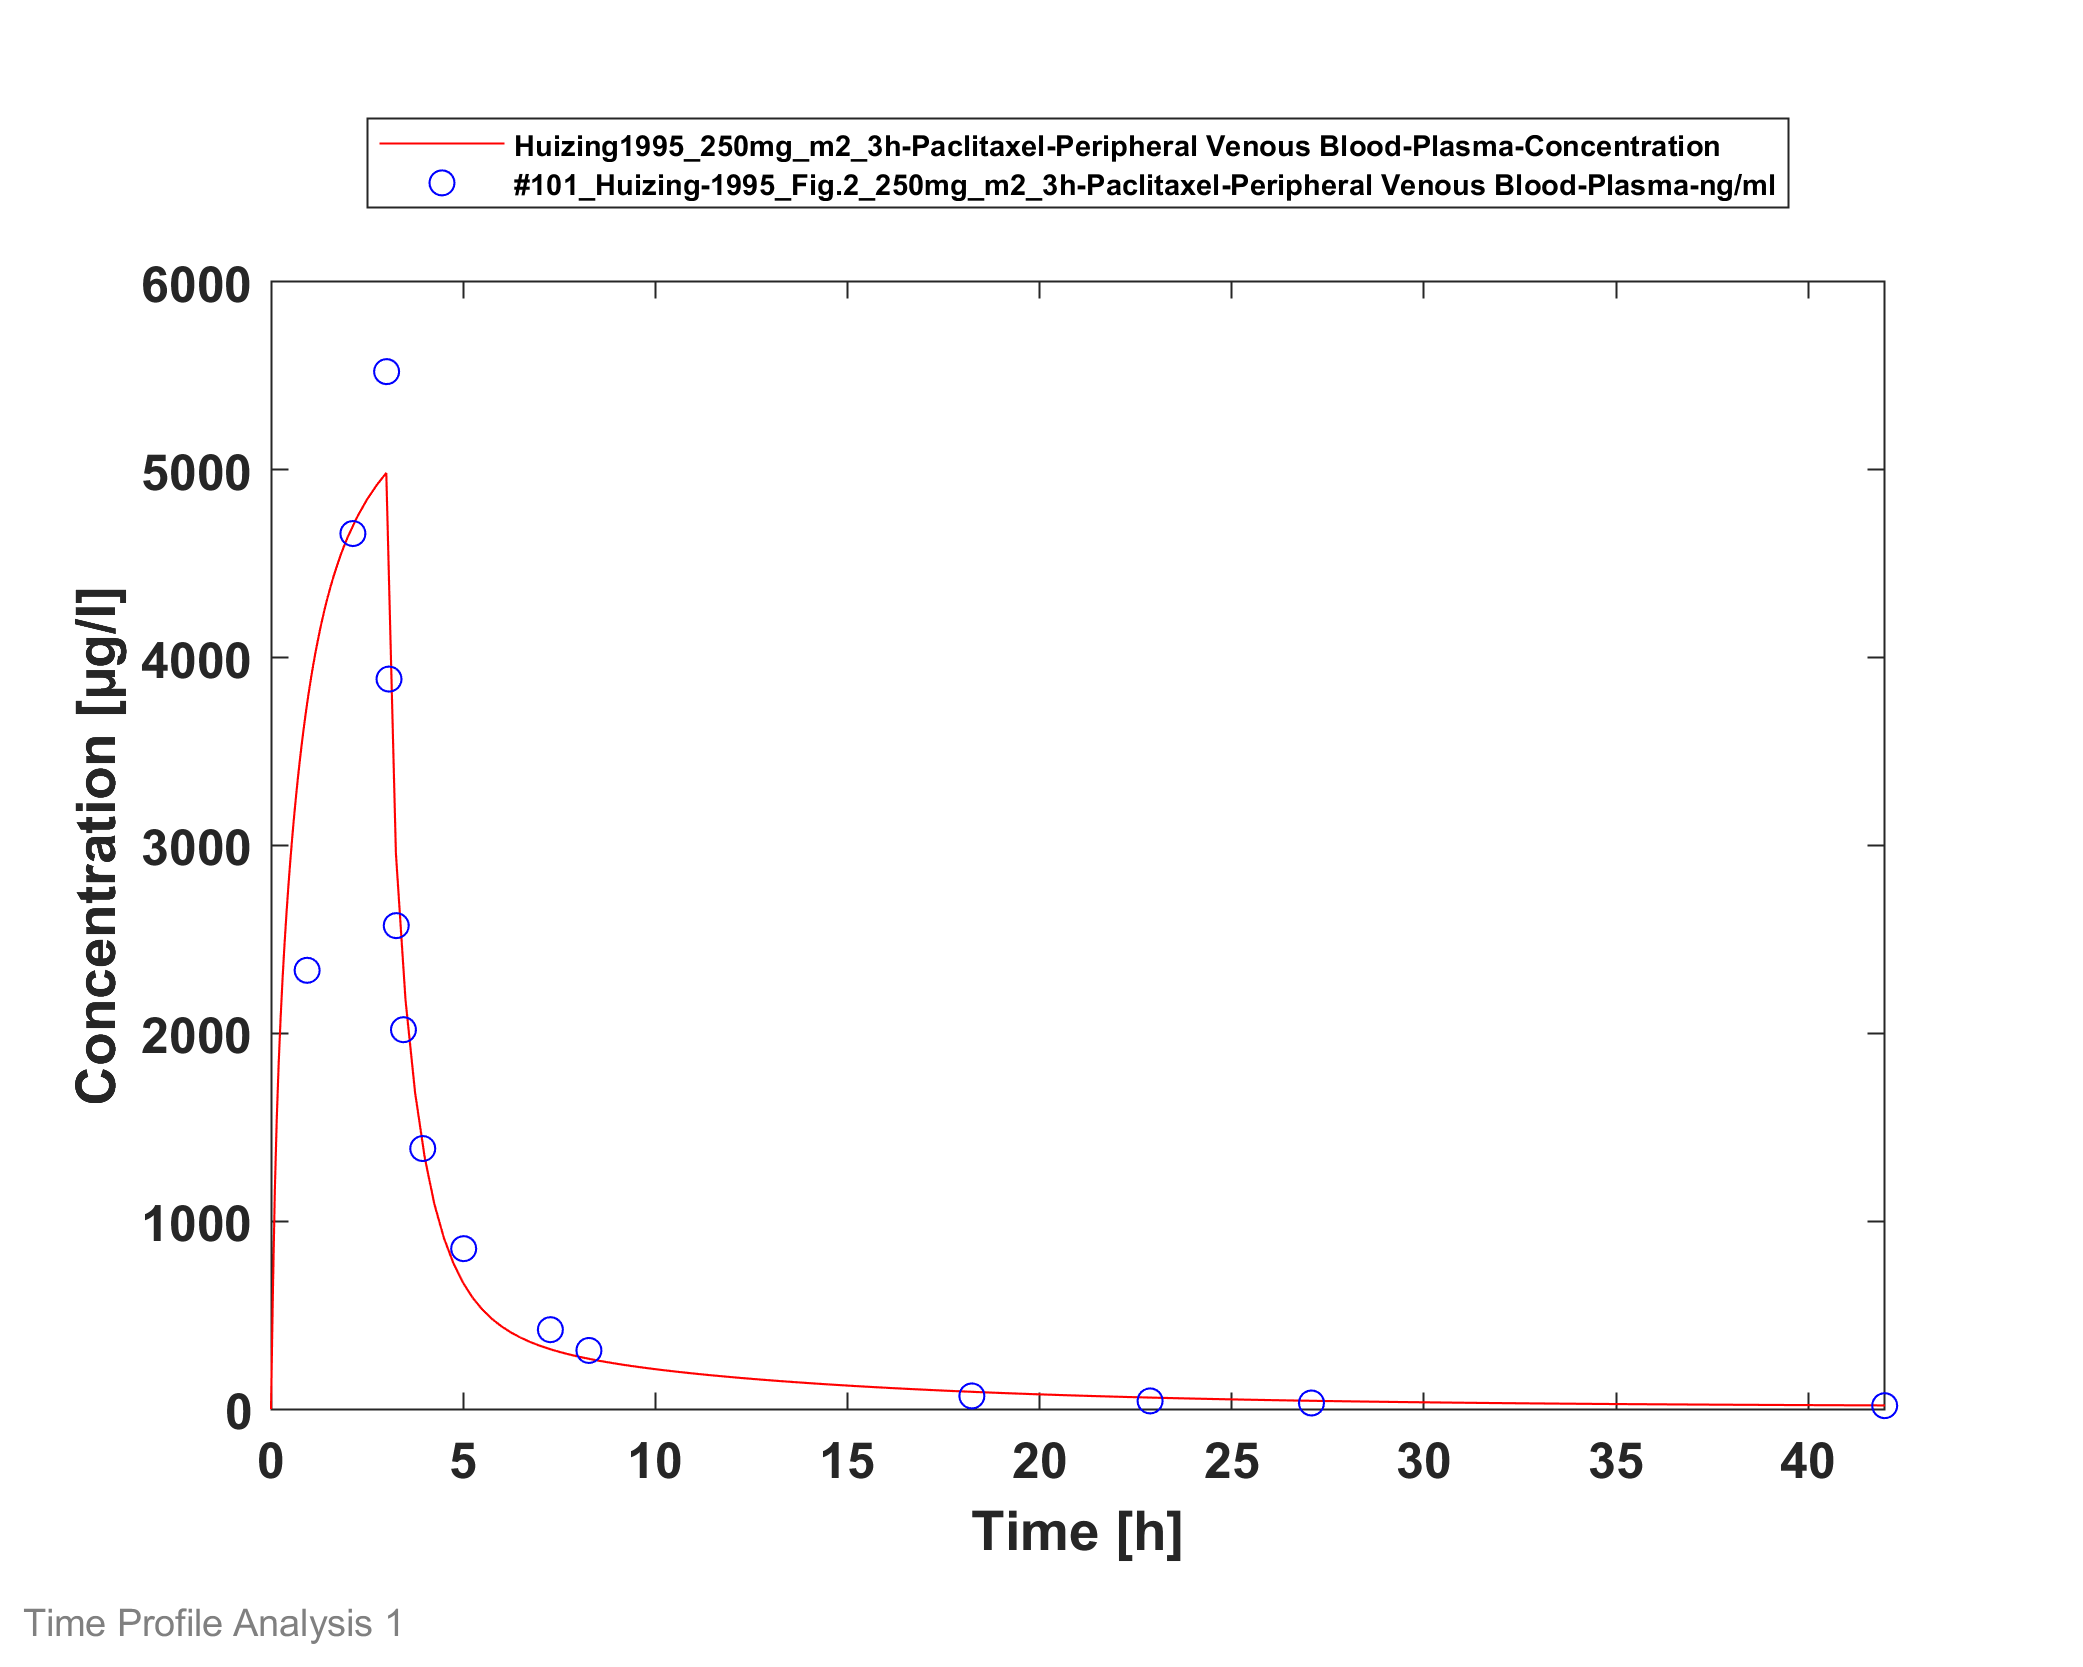 Huizing1995_250mg_m2_3h-Paclitaxel-Peripheral Venous Blood-Plasma-Concentration
#101_Huizing-1995_Fig.2_250mg_m2_3h-Paclitaxel-Peripheral Venous Blood-Plasma-ng/ml
6000
5000
4000
3000
2000
1000
0
Concentration [µg/l]
0 5 10 15 20 25 30 35 40
Time [h]
Time Profile Analysis 1